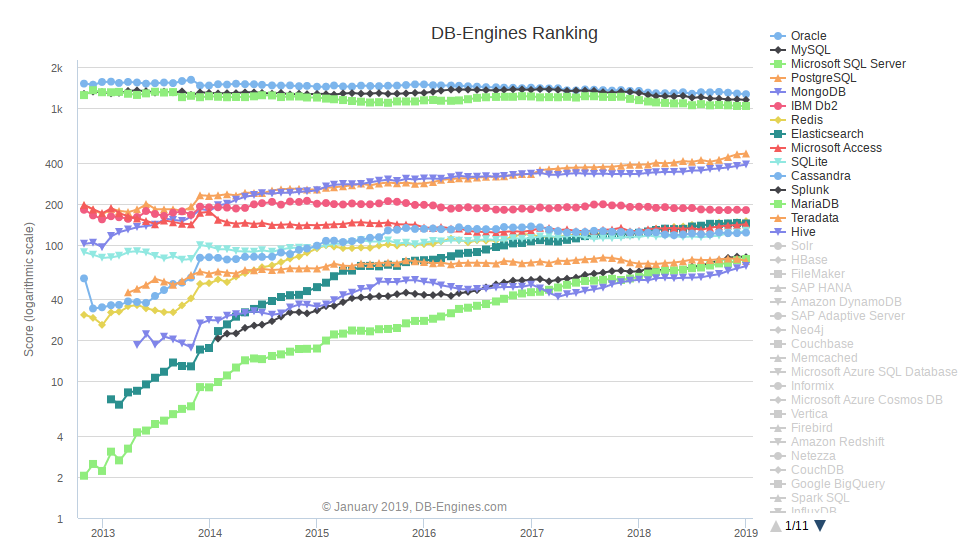 DB-Engines Ranking
Score (logarithmic scale)
2k
1k
400
200
100
40
20
10
4
2
1
2013
2014
2015
2016
2017
2018
2019
© January 2019, DB-Engines.com
Oracle
MySQL
Microsoft SQL Server
PostgreSQL
MongoDB
IBM Db2
Redis
Elasticsearch
Microsoft Access
SQLite
Cassandra
Splunk
MariaDB
Teradata
Hive
Solr
HBase
FileMaker
SAP HANA
Amazon DynamoDB
SAP Adaptive Server
Neo4j
Couchbase
Memcached
Microsoft Azure SQL Database
Informix
Microsoft Azure Cosmos DB
Vertica
Firebird
Amazon Redshift
Netezza
CouchDB
Google BigQuery
Spark SQL
InfluxDB
1/11